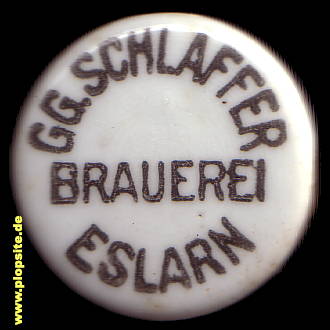 GG. SCHLAFFER
BRAUEREI
ESLARN
www.plopsite.de